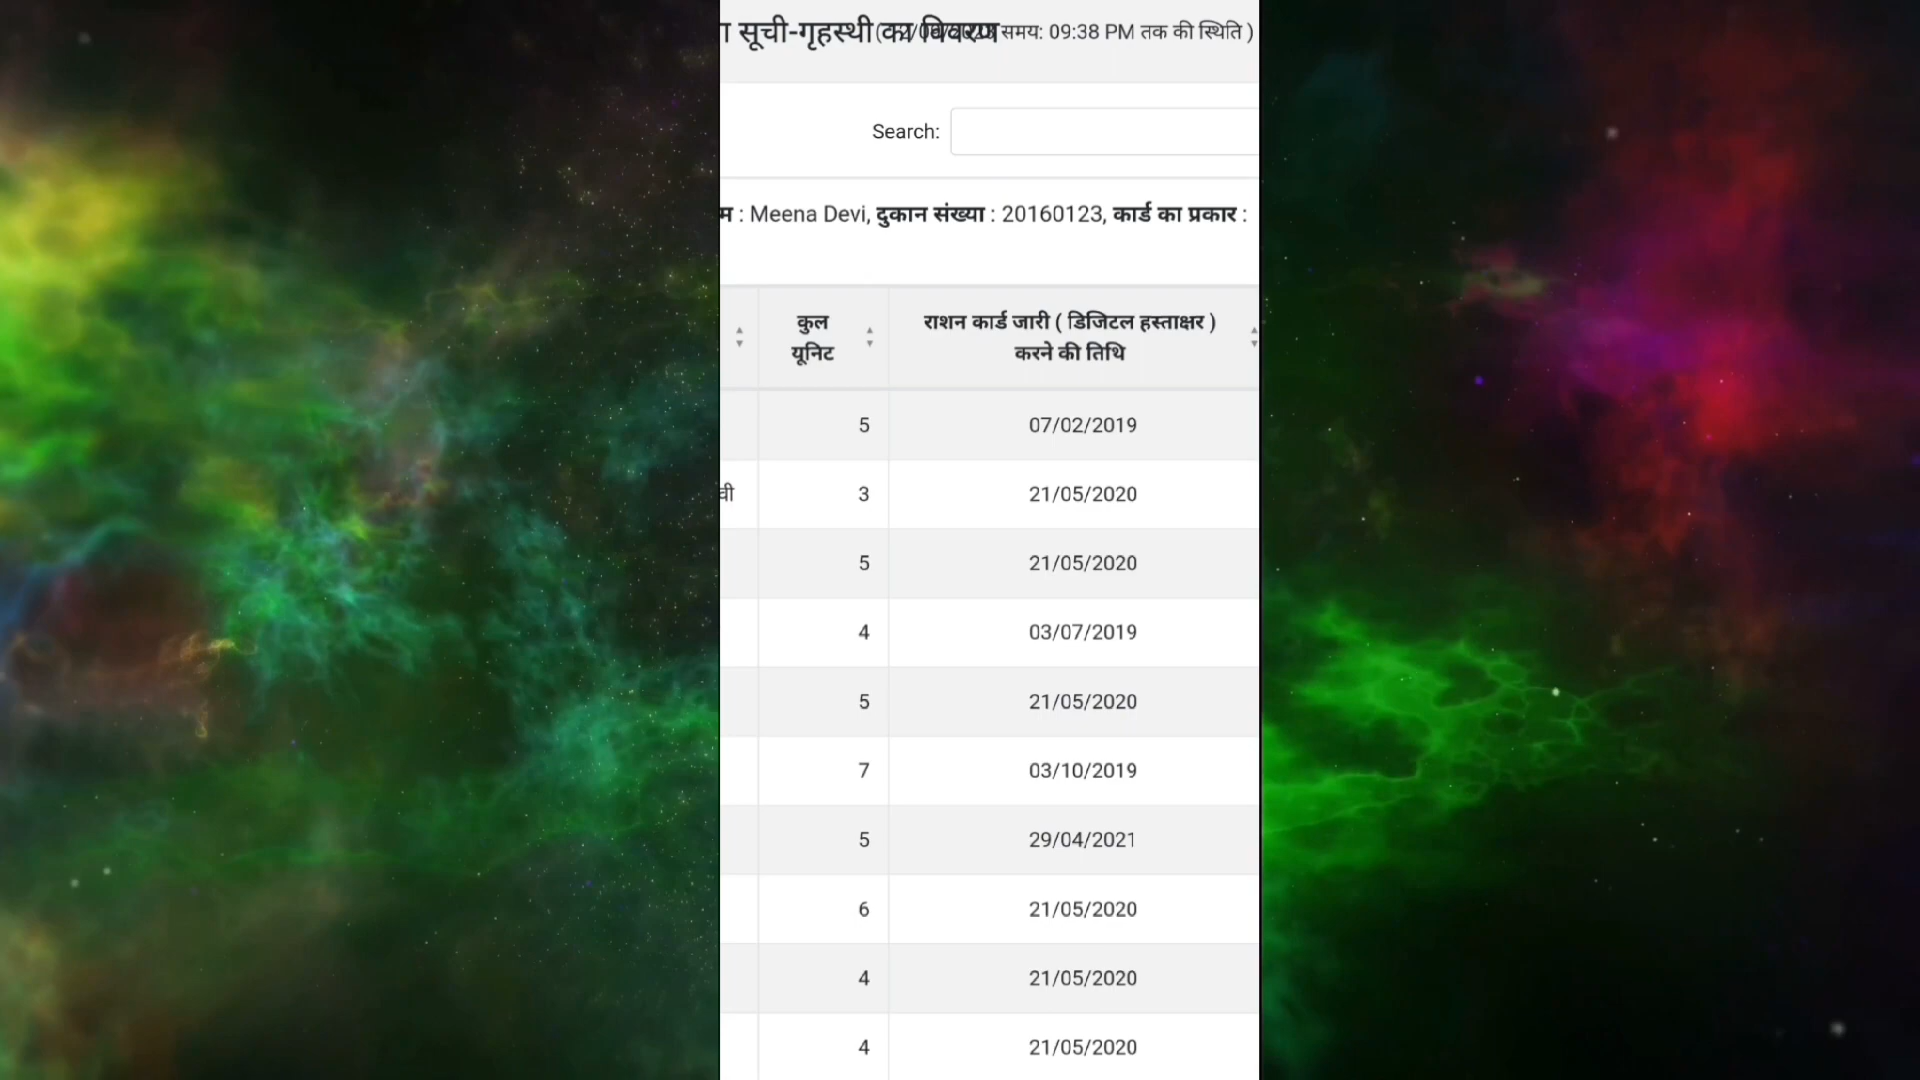 सूची-गृहस्थी का विवरण समय: 09:38 PM तक की स्थिति )
Search:
: Meena Devi, दुकान संख्या : 20160123, कार्ड का प्रकार :
कुल
यूनिट
राशन कार्ड जारी ( डिजिटल हस्ताक्षर )
करने की तिथि
5 07/02/2019
वी 3 21/05/2020
5 21/05/2020
4 03/07/2019
5 21/05/2020
7 03/10/2019
5 29/04/2021
6 21/05/2020
4 21/05/2020
4 21/05/2020